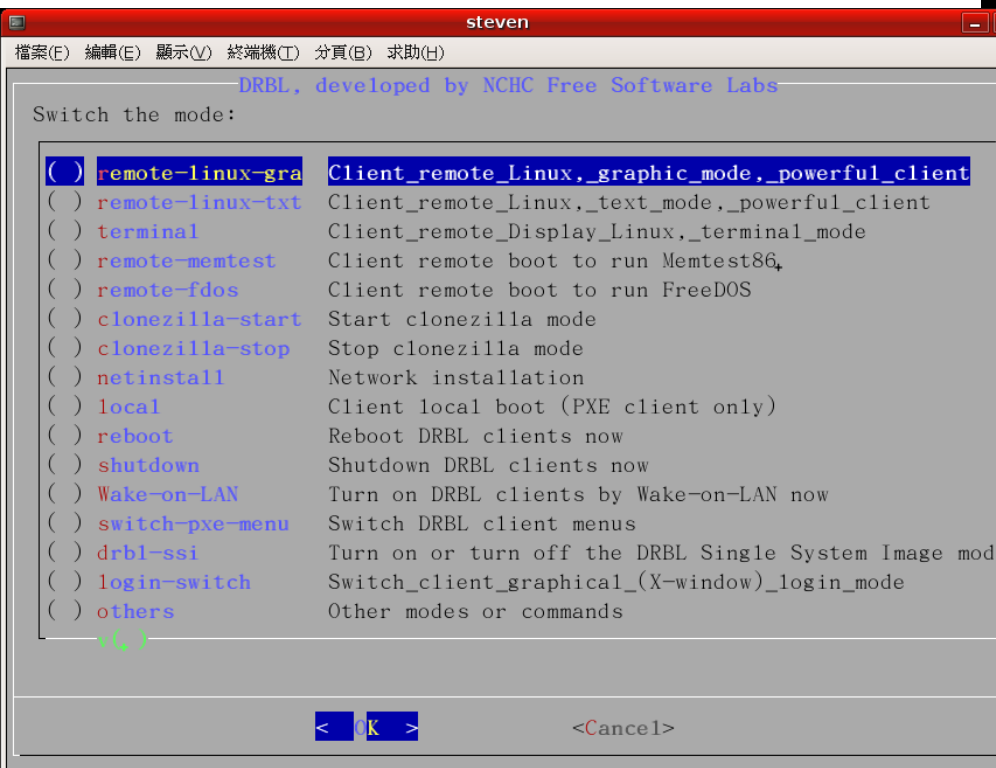 steven
檔案(F) 編輯(E) 顯示(V) 終端機(T) 分頁(B) 求助(H)
DRBL, developed by NCHC Free Software Labs
Switch the mode:
( ) remote-linux-gra Client_remote_Linux,_graphic_mode,_powerful_client
( ) remote-linux-txt Client_remote_Linux,_text_mode,_powerful_client
( ) terminal Client_remote_Display_Linux,_terminal_mode
( ) remote-memtest Client remote boot to run Memtest86+
( ) remote-fdos Client remote boot to run FreeDOS
( ) clonezilla-start Start clonezilla mode
( ) clonezilla-stop Stop clonezilla mode
( ) netinstall Network installation
( ) local Client local boot (PXE client only)
( ) reboot Reboot DRBL clients now
( ) shutdown Shutdown DRBL clients now
( ) Wake-on-LAN Turn on DRBL clients by Wake-on-LAN now
( ) switch-pxe-menu Switch DRBL client menus
( ) drbl-ssi Turn on or turn off the DRBL Single System Image mod
( ) login-switch Switch_client_graphical_(X-window)_login_mode
( ) others Other modes or commands
v(+)
< OK > <Cancel>